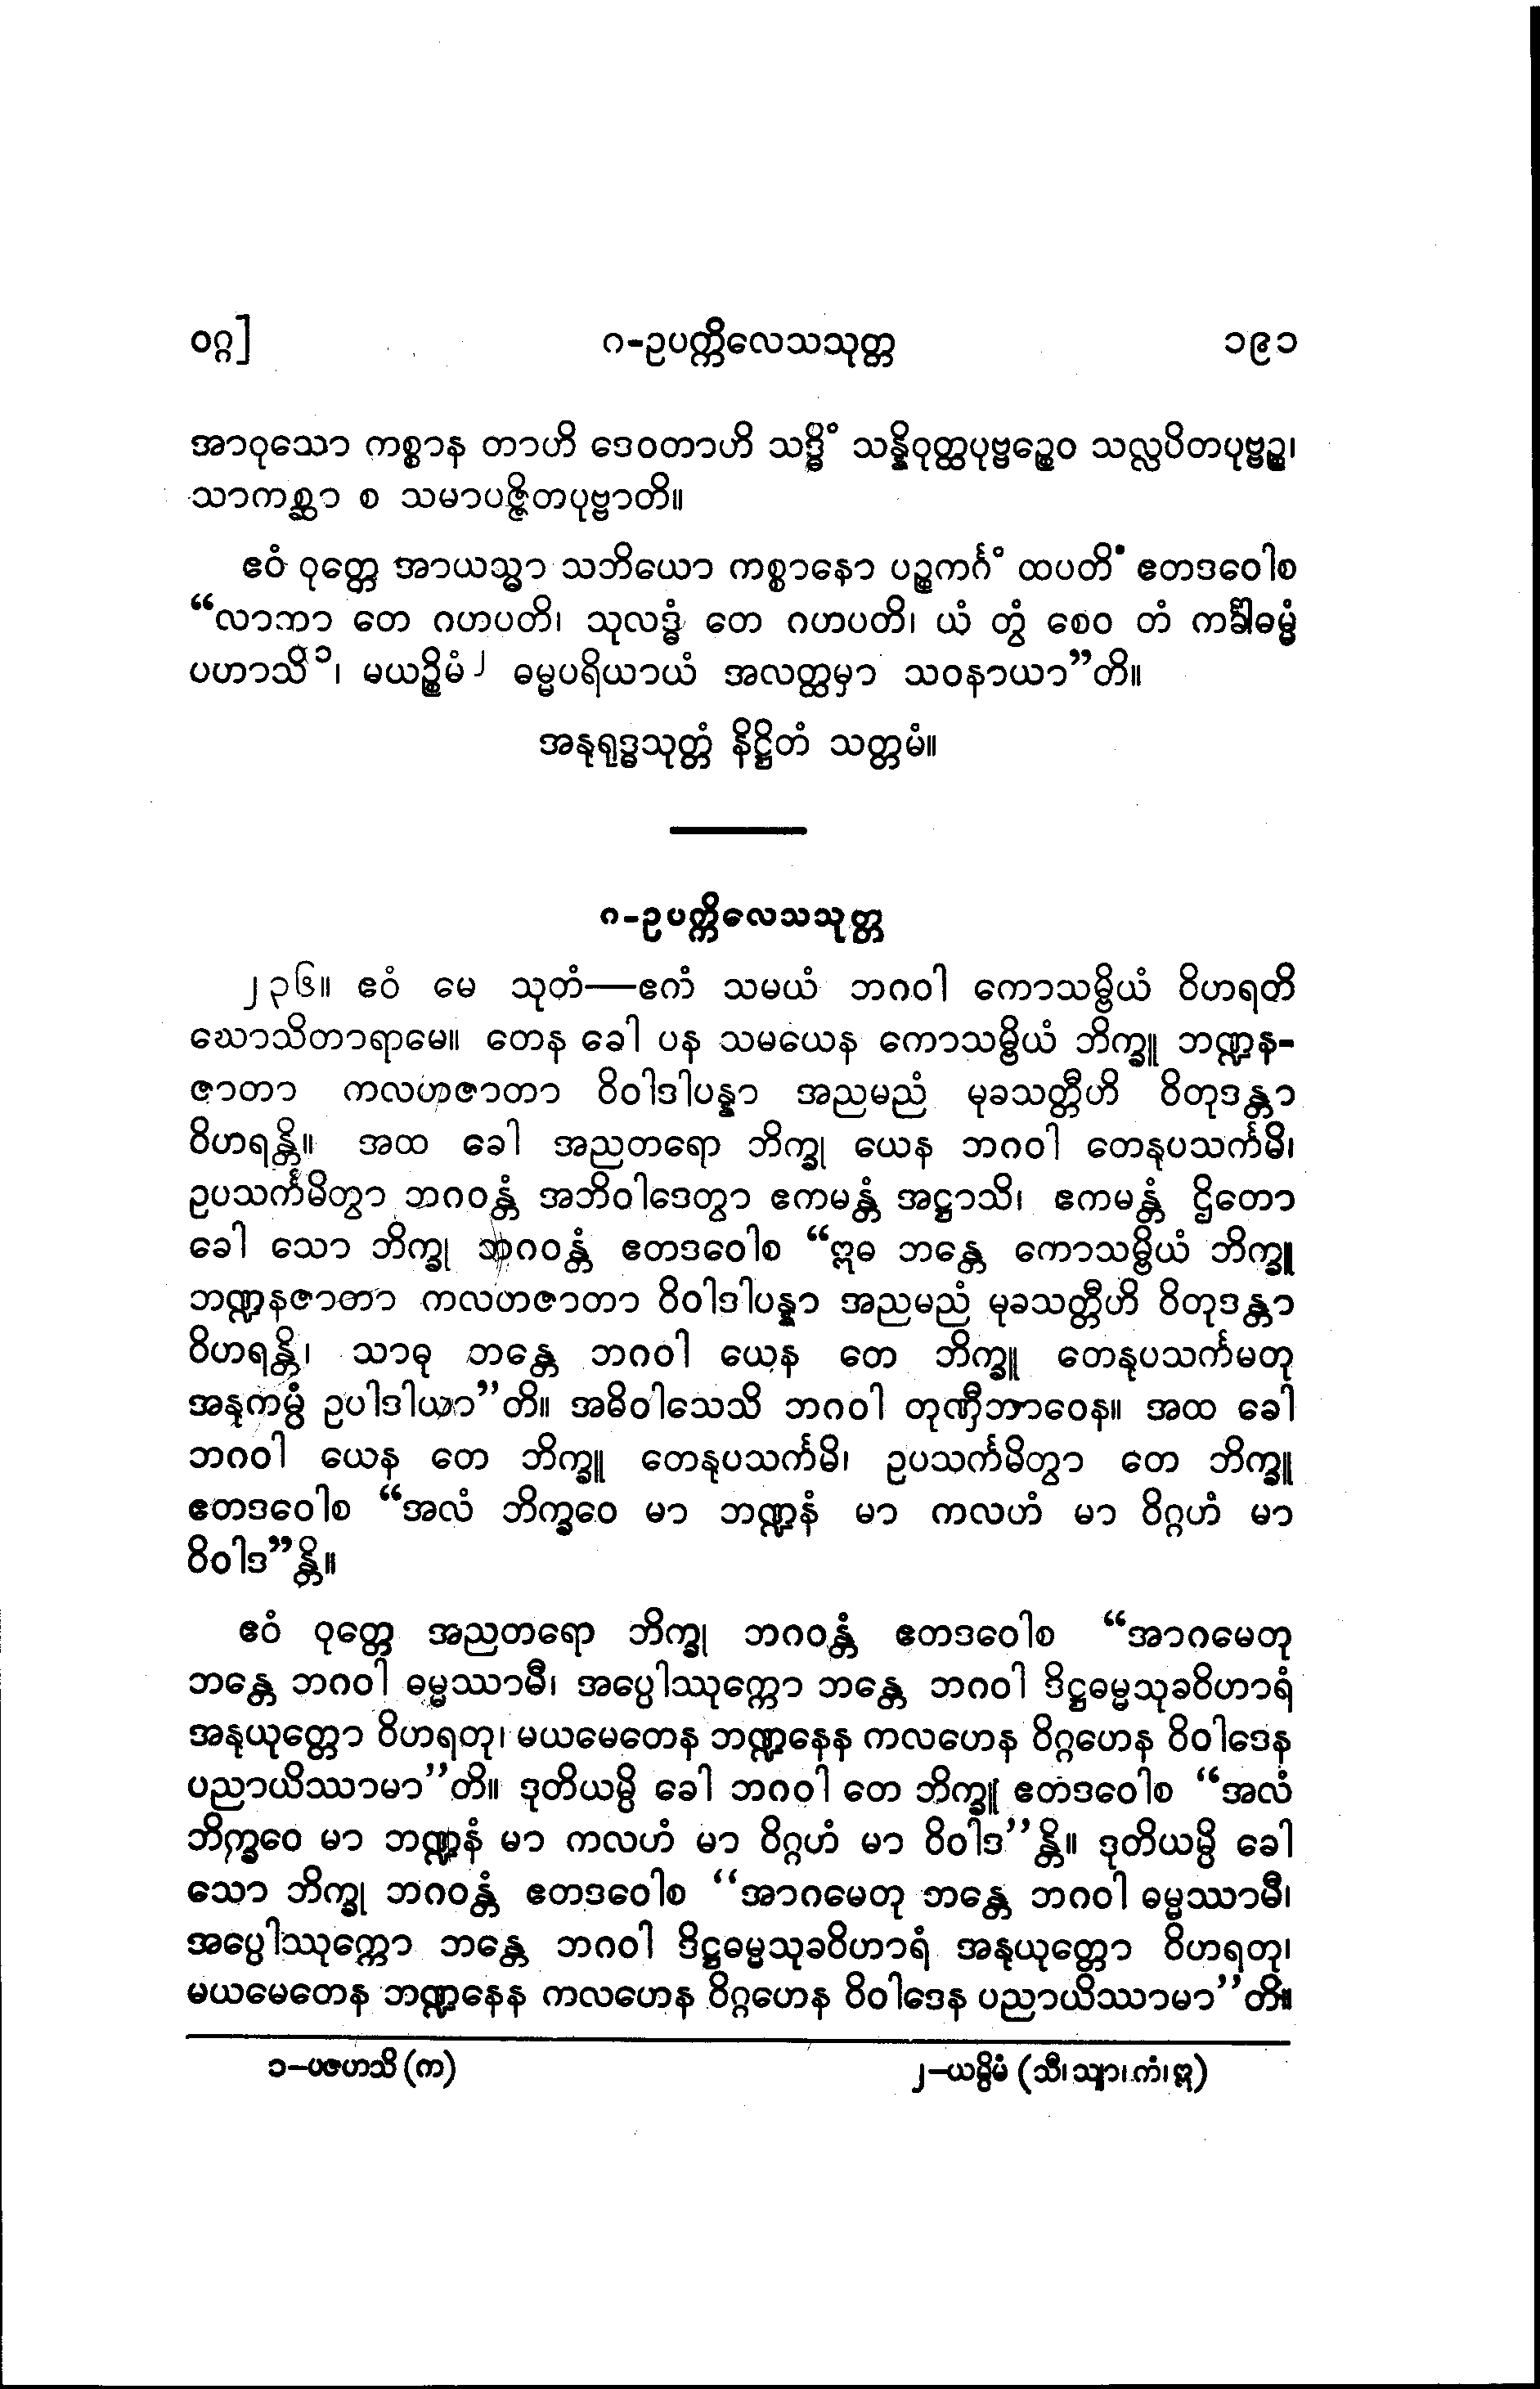 ဝဂ္ဂ]
ဂ-ဥပက္ကိလေသသုတ္တ
၁၉၁
အာဝုသော ကစ္စာန တာဟိ ဒေဝတာဟိ သဒ္ဓိံ သန္နိဝုတ္ထပုဗ္ဗဉ္စေဝ သလ္လပိတပုဗ္ဗဉ္စ၊
သာကစ္ဆာ စ သမာပဇ္ဇိတပုဗ္ဗာတိ။
ဧဝံ ဝုတ္တေ အာယသ္မာ သဘိယော ကစ္စာနော ပဉ္စကင်္ဂံ ထပတိံ ဧတဒဝေါစ
“လာဘာ တေ ဂဟပတိ၊ သုလဒ္ဓံ တေ ဂဟပတိ၊ ယံ တွံ စေဝ တံ ကင်္ခါဓမ္မံ
ပဟာသိ၁၊ မယဉ္စိမံ၂ ဓမ္မပရိယာယံ အလတ္ထမှာ သဝနာယာ”တိ။
အနုရုဒ္ဓသုတ္တံ နိဋ္ဌိတံ သတ္တမံ။
ဂ-ဥပက္ကိလေသသုတ္တ
၂၃၆။ ဧဝံ မေ သုတံ—ဧကံ သမယံ ဘဂဝါ ကောသမ္ဗိယံ ဝိဟရတိ
ဃောသိတာရာမေ။ တေန ခေါ ပန သမယေန ကောသမ္ဗိယံ ဘိက္ခူ ဘဏ္ဍန-
ဇာတာ ကလဟဇာတာ ဝိဝါဒါပန္နာ အညမညံ မုခသတ္တီဟိ ဝိတုဒန္တာ
ဝိဟရန္တိ။ အထ ခေါ အညတရော ဘိက္ခု ယေန ဘဂဝါ တေနုပသင်္ကမိ၊
ဥပသင်္ကမိတွာ ဘဂဝန္တံ အဘိဝါဒေတွာ ဧကမန္တံ အဋ္ဌာသိ၊ ဧကမန္တံ ဌိတော
ခေါ သော ဘိက္ခု ဘဂဝန္တံ ဧတဒဝေါစ “ဣဓ ဘန္တေ ကောသမ္ဗိယံ ဘိက္ခူ
ဘဏ္ဍနဇာတာ ကလဟဇာတာ ဝိဝါဒါပန္နာ အညမညံ မုခသတ္တီဟိ ဝိတုဒန္တာ
ဝိဟရန္တိ၊ သာဓု ဘန္တေ ဘဂဝါ ယေန တေ ဘိက္ခူ တေနုပသင်္ကမတု
အနုကမ္ပံ ဥပါဒါယာ”တိ။ အဓိဝါသေသိ ဘဂဝါ တုဏှီဘာဝေန။ အထ ခေါ
ဘဂဝါ ယေန တေ ဘိက္ခူ တေနုပသင်္ကမိ၊ ဥပသင်္ကမိတွာ တေ ဘိက္ခူ
ဧတဒဝေါစ “အလံ ဘိက္ခဝေ မာ ဘဏ္ဍနံ မာ ကလဟံ မာ ဝိဂ္ဂဟံ မာ
ဝိဝါဒ”န္တိ။
ဧဝံ ဝုတ္တေ အညတရော ဘိက္ခု ဘဂဝန္တံ ဧတဒဝေါစ “အာဂမေတု
ဘန္တေ ဘဂဝါ ဓမ္မဿာမီ၊ အပ္ပေါဿုက္ကော ဘန္တေ ဘဂဝါ ဒိဋ္ဌဓမ္မသုခဝိဟာရံ
အနုယုတ္တော ဝိဟရတု၊ မယမေတေန ဘဏ္ဍနေန ကလဟေန ဝိဂ္ဂဟေန ဝိဝါဒေန
ပညာယိဿာမာ”တိ။ ဒုတိယမ္ပိ ခေါ ဘဂဝါ တေ ဘိက္ခူ ဧတဒဝေါစ “အလံ
ဘိက္ခဝေ မာ ဘဏ္ဍနံ မာ ကလဟံ မာ ဝိဂ္ဂဟံ မာ ဝိဝါဒ”န္တိ။ ဒုတိယမ္ပိ ခေါ
သော ဘိက္ခု ဘဂဝန္တံ ဧတဒဝေါစ “အာဂမေတု ဘန္တေ ဘဂဝါ ဓမ္မဿာမီ၊
အပ္ပေါဿုက္ကော ဘန္တေ ဘဂဝါ ဒိဋ္ဌဓမ္မသုခဝိဟာရံ အနုယုတ္တော ဝိဟရတု၊
မယမေတေန ဘဏ္ဍနေန ကလဟေန ဝိဂ္ဂဟေန ဝိဝါဒေန ပညာယိဿာမာ”တိ။
၁-ပဇဟသိ (က)
၂-ယမ္ပိမံ (သီ၊ သျာ၊ ကံ၊ ဣ)